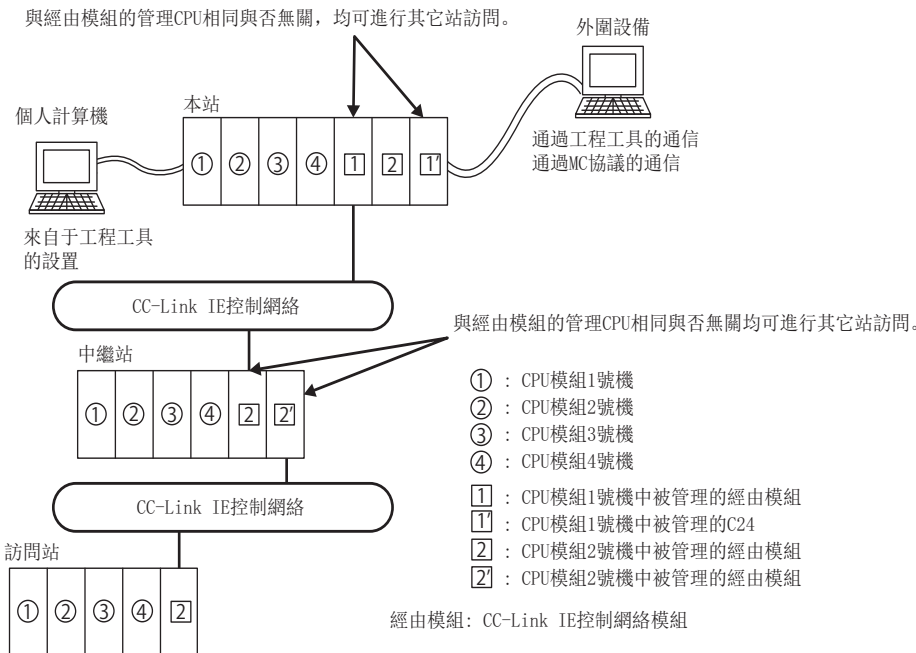 與經由模組的管理CPU相同與否無關，均可進行其它站訪問。
外圍設備
本站
個人計算機
① ② ③ ④ 1 2 1'
通過工程工具的通信
通過MC協議的通信
來自于工程工具
的設置
CC-Link IE控制網絡
與經由模組的管理CPU相同與否無關均可進行其它站訪問。
中繼站
① ② ③ ④ 2 2'
① : CPU模組1號機
② : CPU模組2號機
③ : CPU模組3號機
④ : CPU模組4號機
1 : CPU模組1號機中被管理的經由模組
1' : CPU模組1號機中被管理的C24
2 : CPU模組2號機中被管理的經由模組
2' : CPU模組2號機中被管理的經由模組
CC-Link IE控制網絡
訪問站
① ② ③ ④ 2
經由模組: CC-Link IE控制網絡模組